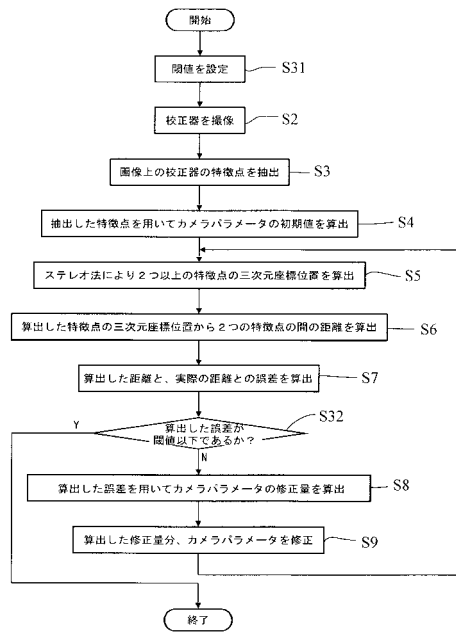 開始
閾値を設定
S31
校正器を撮像
S2
画像上の校正器の特徴点を抽出
S3
抽出した特徴点を用いてカメラパラメータの初期値を算出
S4
ステレオ法により2つ以上の特徴点の三次元座標位置を算出
S5
算出した特徴点の三次元座標位置から2つの特徴点の間の距離を算出
S6
算出した距離と、実際の距離との誤差を算出
S7
Y
算出した誤差が
閾値以下であるか?
S32
N
算出した誤差を用いてカメラパラメータの修正量を算出
S8
算出した修正量分、カメラパラメータを修正
S9
終了